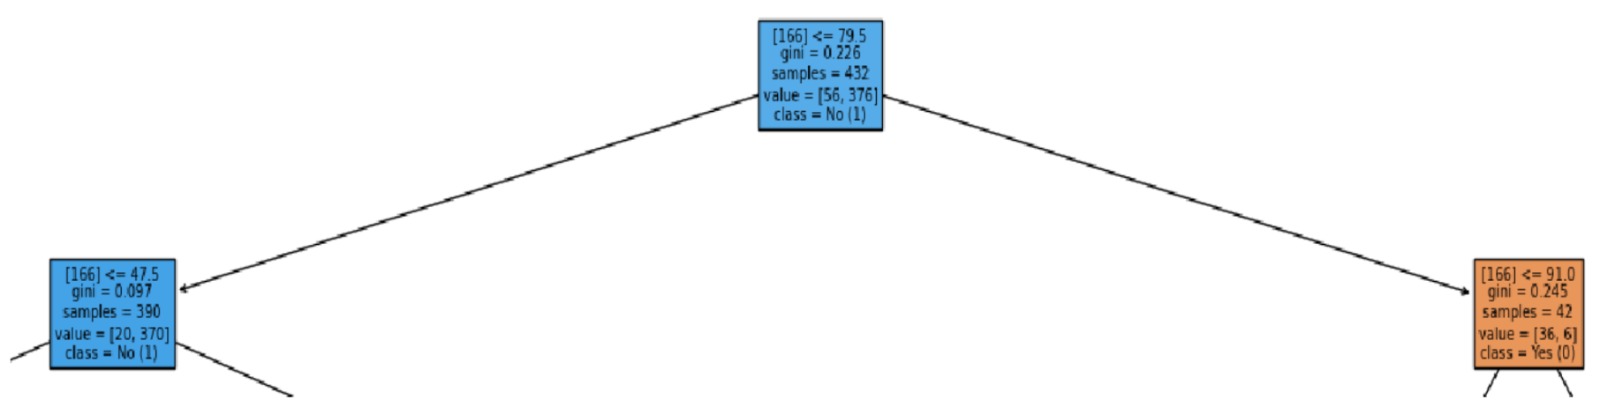 [166] <= 79.5
gini = 0.226
samples = 432
value = [56, 376]
class = No (1)
[166] <= 47.5
gini = 0.097
samples = 390
value = [20, 370]
class = No (1)
[166] <= 91.0
gini = 0.245
samples = 42
value = [36, 6]
class = Yes (0)